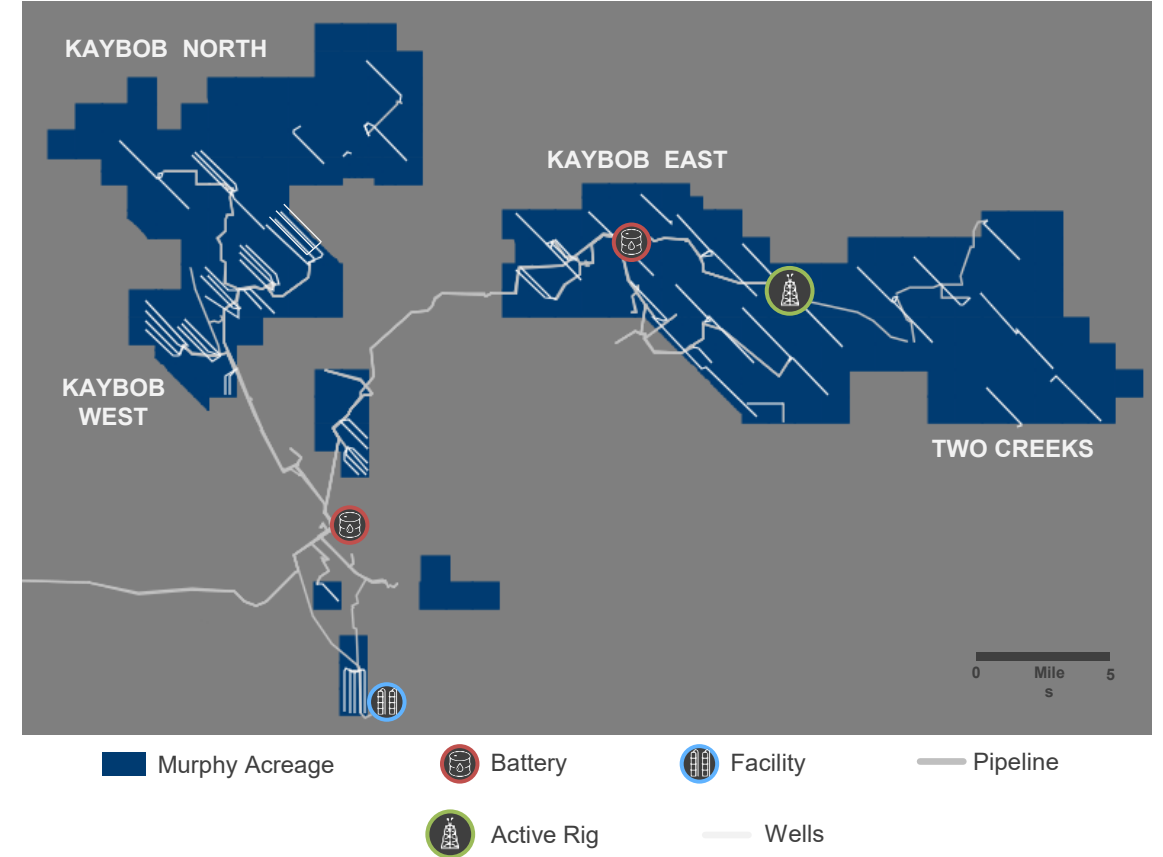 KAYBOB NORTH
KAYBOB EAST
KAYBOB
WEST
TWO CREEKS
0 Mile 5
s
Murphy Acreage
Battery
Facility
Pipeline
Active Rig
Wells